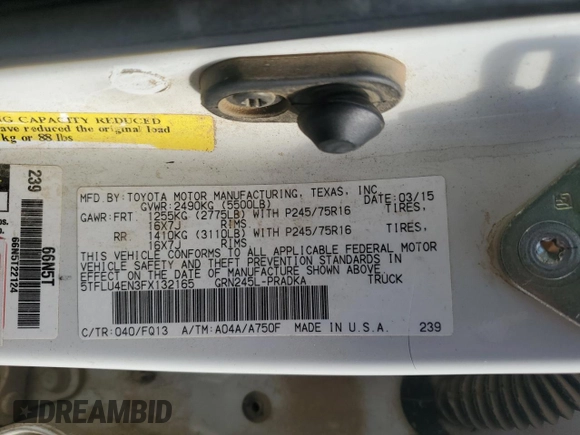 NG CAPACITY REDUCED
ave reduced the original load
kg or 88 lbs
239
66N5T
66N5T22124
MFD BY: TOYOTA MOTOR MANUFACTURING, TEXAS, INC.
GVWR: 2490KG (5500LB) DATE: 03/15
GAWR: FRT 1255KG (2775LB) WITH P245/75R16 TIRES,
16X7J RIMS
RR 1410KG (3110LB) WITH P245/75R16 TIRES,
16X7J RIMS
THIS VEHICLE CONFORMS TO ALL APPLICABLE FEDERAL MOTOR
VEHICLE SAFETY AND THEFT PREVENTION STANDARDS IN
EFFECT ON THE DATE OF MANUFACTURE SHOWN ABOVE.
5TFLU4EN3FX132165 GRN245L-PRADKA TRUCK
C/TR: 040/FQ13 A/TM: A04A/A750F MADE IN U.S.A. 239
DREAMBID